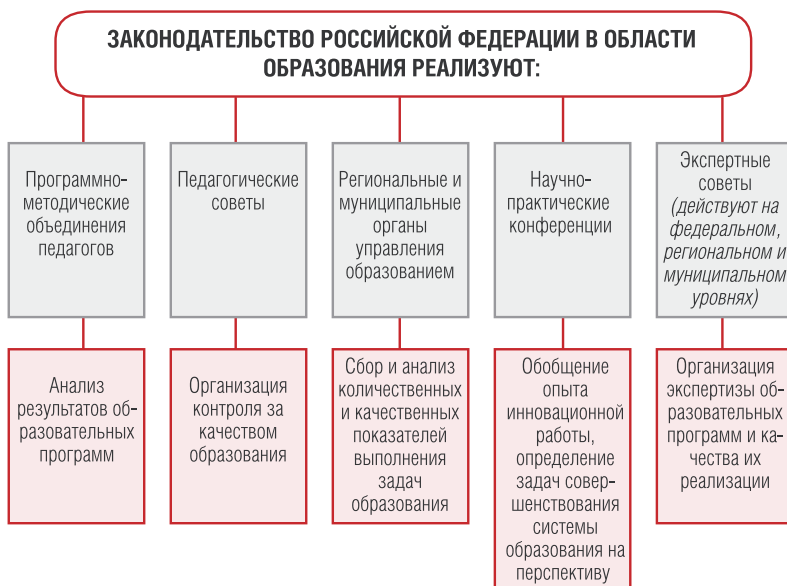 ЗАКОНОДАТЕЛЬСТВО РОССИЙСКОЙ ФЕДЕРАЦИИ В ОБЛАСТИ
ОБРАЗОВАНИЯ РЕАЛИЗУЮТ:
Программно-
методические
объединения
педагогов
Педагогические
советы
Региональные и
муниципальные
органы
управления
образованием
Научно-
практические
конференции
Экспертные
советы
(действуют на
федеральном,
региональном и
муниципальном
уровнях)
Анализ
результатов об-
разовательных
программ
Организация
контроля за
качеством
образования
Сбор и анализ
количественных
и качественных
показателей
выполнения
задач
образования
Обобщение
опыта
инновационной
работы,
определение
задач совер-
шенствования
системы
образования на
перспективу
Организация
экспертизы об-
разовательных
программ и ка-
чества их
реализации